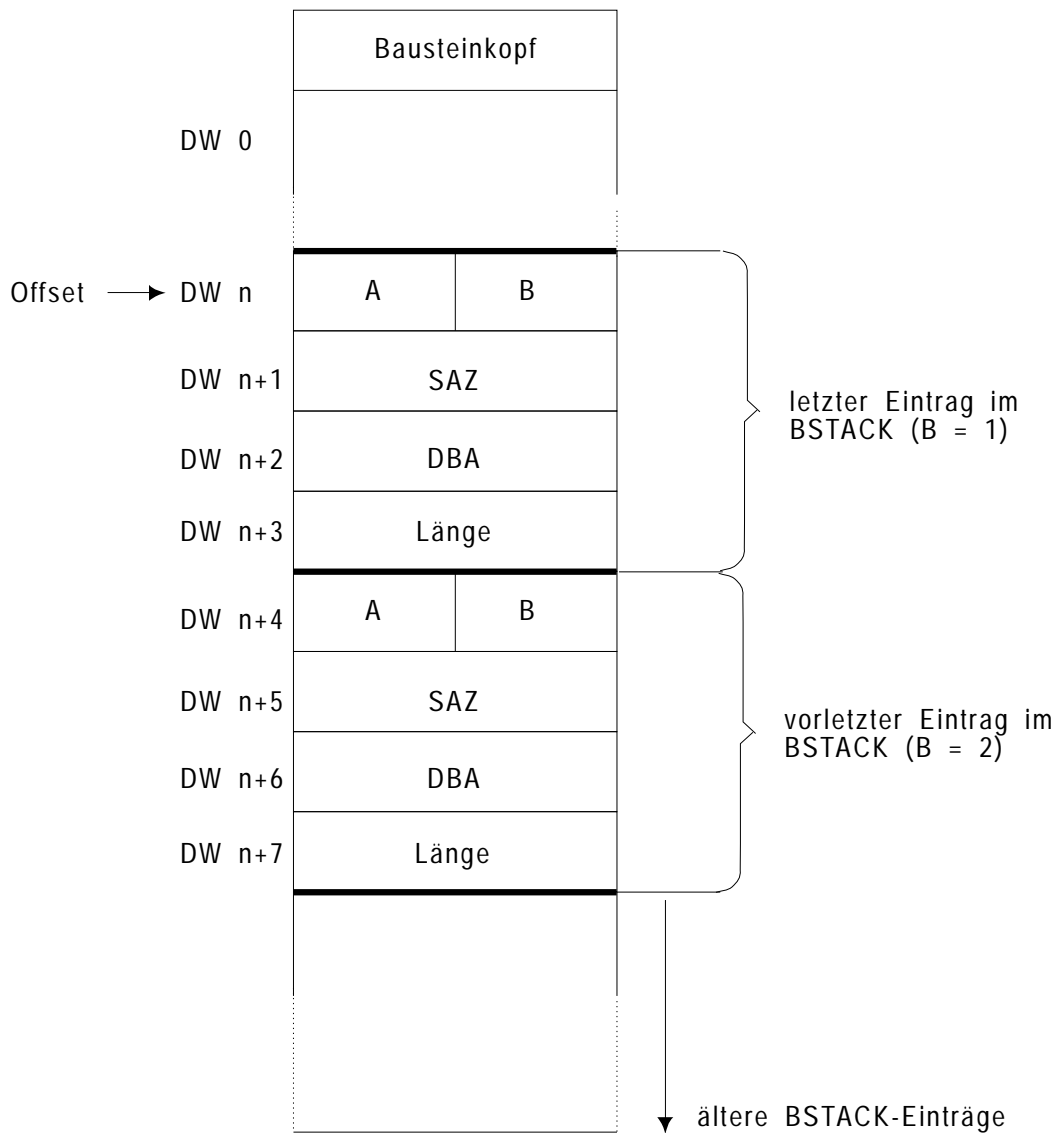 Bausteinkopf
DW 0
Offset DW n A B
DW n+1 SAZ
DW n+2 DBA
DW n+3 Länge
letzter Eintrag im
BSTACK (B = 1)
DW n+4 A B
DW n+5 SAZ
DW n+6 DBA
DW n+7 Länge
vorletzter Eintrag im
BSTACK (B = 2)
ältere BSTACK-Einträge